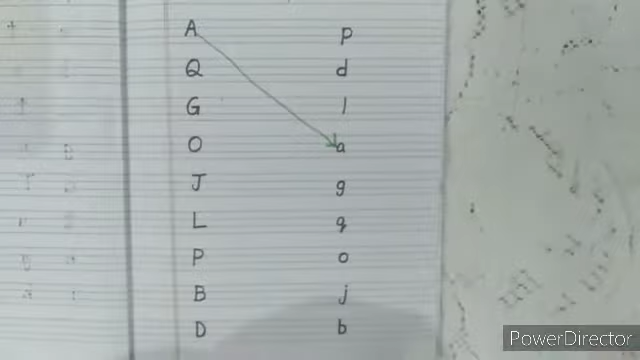 A p
Q d
G l
O a
J g
L q
P o
B j
D b
PowerDirector